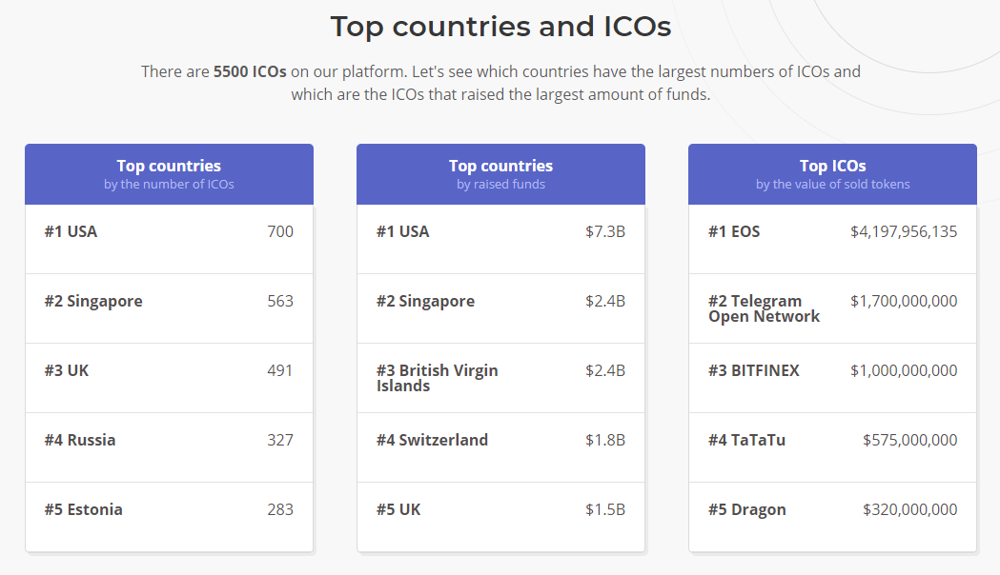 Top countries and ICOs
There are 5500 ICOs on our platform. Let's see which countries have the largest numbers of ICOs and
which are the ICOs that raised the largest amount of funds.
Top countries
by the number of ICOs
#1 USA 700
#2 Singapore 563
#3 UK 491
#4 Russia 327
#5 Estonia 283
Top countries
by raised funds
#1 USA $7.3B
#2 Singapore $2.4B
#3 British Virgin $2.4B
Islands
#4 Switzerland $1.8B
#5 UK $1.5B
Top ICOs
by the value of sold tokens
#1 EOS $4,197,956,135
#2 Telegram $1,700,000,000
Open Network
#3 BITFINEX $1,000,000,000
#4 TaTaTu $575,000,000
#5 Dragon $320,000,000